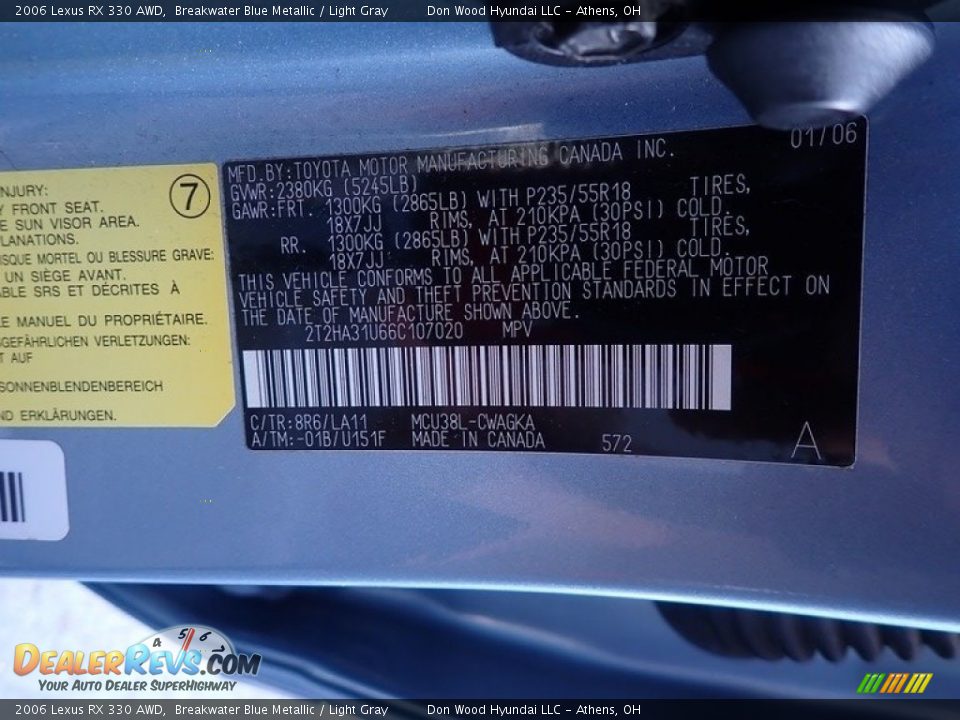 2006 Lexus RX 330 AWD, Breakwater Blue Metallic / Light Gray Don Wood Hyundai LLC - Athens, OH
01/06
MFD.BY:TOYOTA MOTOR MANUFACTURING CANADA INC.
GVWR:2380KG (5245LB)
GAWR:FRT. 1300KG (2865LB) WITH P235/55R18 TIRES,
18X7JJ RIMS, AT 210KPA (30PSI) COLD.
RR. 1300KG (2865LB) WITH P235/55R18 TIRES,
18X7JJ RIMS, AT 210KPA (30PSI) COLD.
THIS VEHICLE CONFORMS TO ALL APPLICABLE FEDERAL MOTOR
VEHICLE SAFETY AND THEFT PREVENTION STANDARDS IN EFFECT ON
THE DATE OF MANUFACTURE SHOWN ABOVE.
2T2HA31U66C107020 MPV
C/TR:8R6/LA11 MCU38L-CWAGKA
A/TM:-01B/U151F MADE IN CANADA 572
A
7
NJURY:
Y FRONT SEAT.
E SUN VISOR AREA.
LANATIONS.
ISQUE MORTEL OU BLESSURE GRAVE:
UN SIÈGE AVANT.
ABLE SRS ET DÉCRITES À
LE MANUEL DU PROPRIÉTAIRE.
GEFÄHRLICHEN VERLETZUNGEN:
T AUF
SONNENBLENDENBEREICH
ND ERKLÄRUNGEN.
4 5 6
DealerRevs.com
Your Auto Dealer SuperHighway
2006 Lexus RX 330 AWD, Breakwater Blue Metallic / Light Gray Don Wood Hyundai LLC - Athens, OH